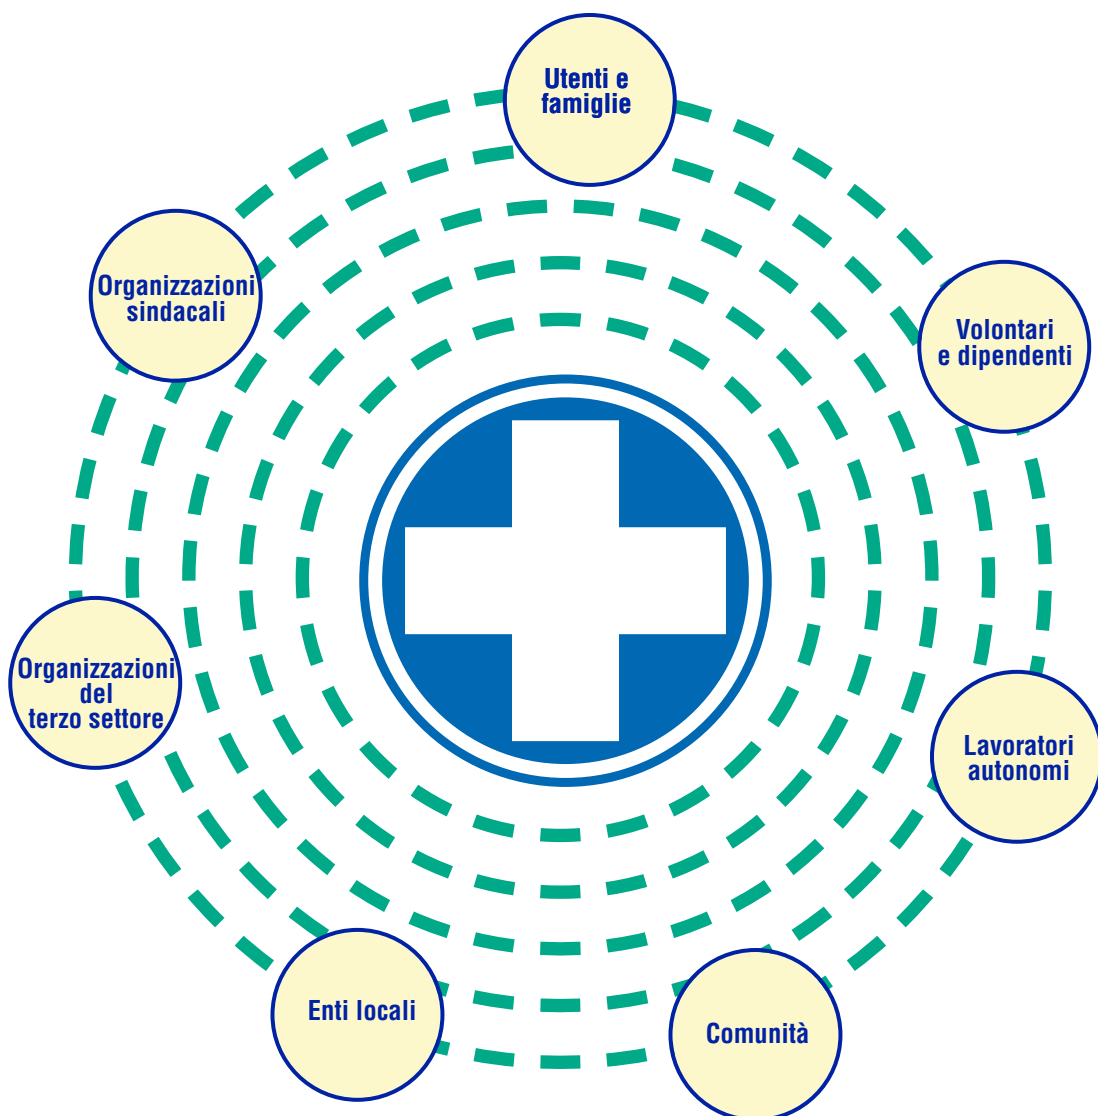 Utenti e
famiglie
Organizzazioni
sindacali
Volontari
e dipendenti
Organizzazioni
del
terzo settore
Lavoratori
autonomi
Enti locali
Comunità